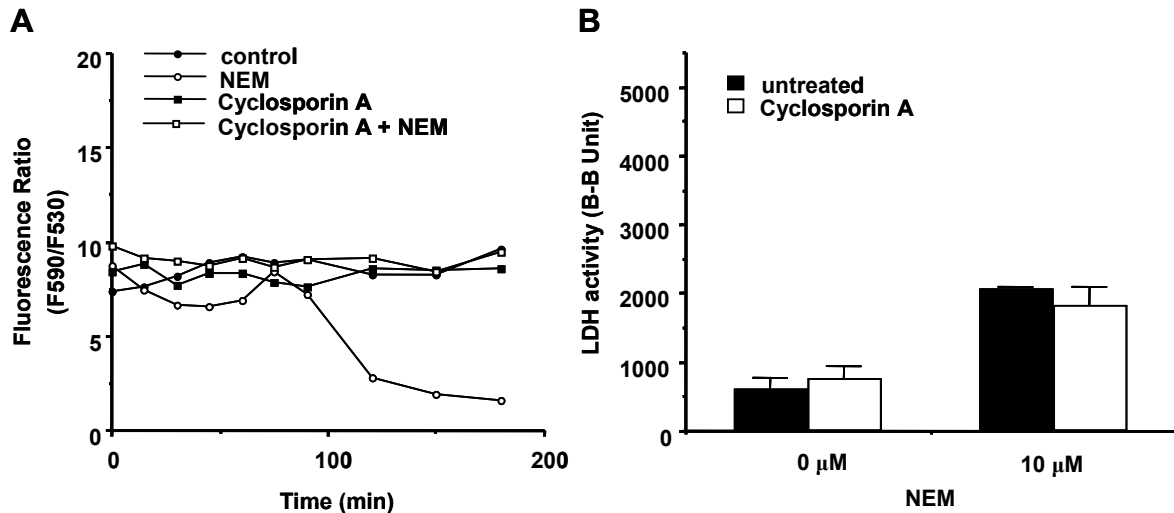 A
control
NEM
Cyclosporin A
Cyclosporin A + NEM
Fluorescence Ratio
(F590/F530)
20
15
10
5
0
0
100
200
Time (min)
B
untreated
Cyclosporin A
LDH activity (B-B Unit)
5000
4000
3000
2000
1000
0
0 μM
10 μM
NEM